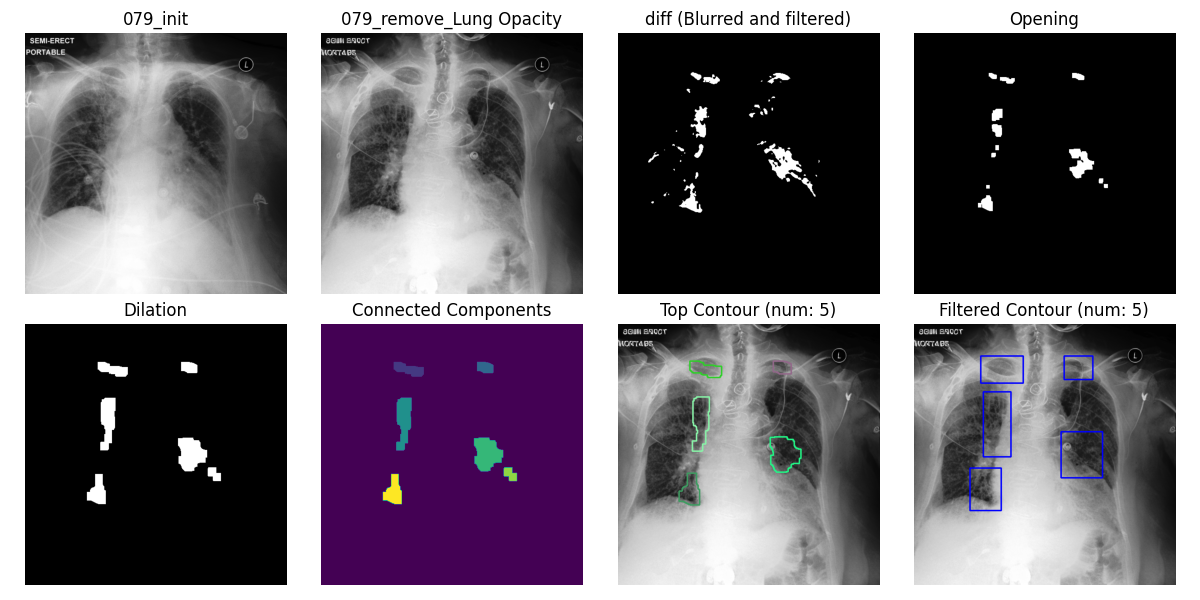 079_init
079_remove_Lung Opacity
diff (Blurred and filtered)
Opening
SEMI-ERECT
PORTABLE
L
L
Dilation
Connected Components
Top Contour (num: 5)
Filtered Contour (num: 5)
L
L